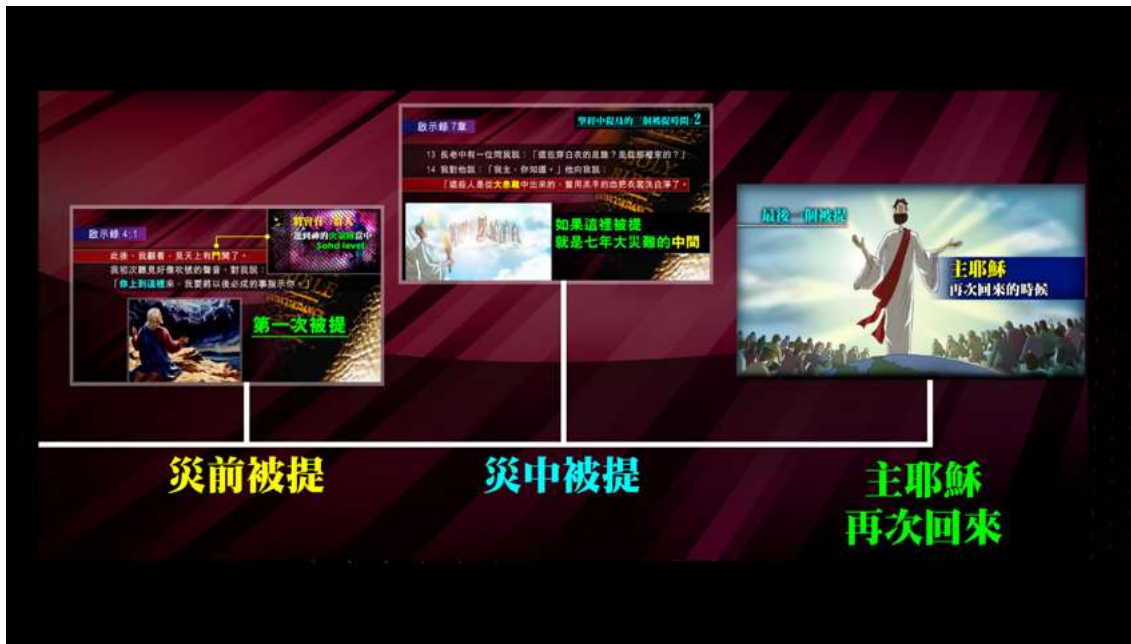 啟示錄 4:1
此後，我觀看，見天上有門開了。
我初次聽見好像吹號的聲音，對我說：
「你上到這裡來，我要將以後必成的事指示你。」
Sohd level
第一次被提
啟示錄 7章
聖經中提及的三個被提時間:2
13 長老中有一位問我說：「這些穿白衣的是誰？是從那裡來的？」
14 我對他說：「我主，你知道。」他向我說：
「這些人是從大患難中出來的，曾用羔羊的血把衣裳洗白淨了。
如果這裡被提
就是七年大災難的中間
最後一個被提
主耶穌
再次回來的時候
災前被提
災中被提
主耶穌
再次回來